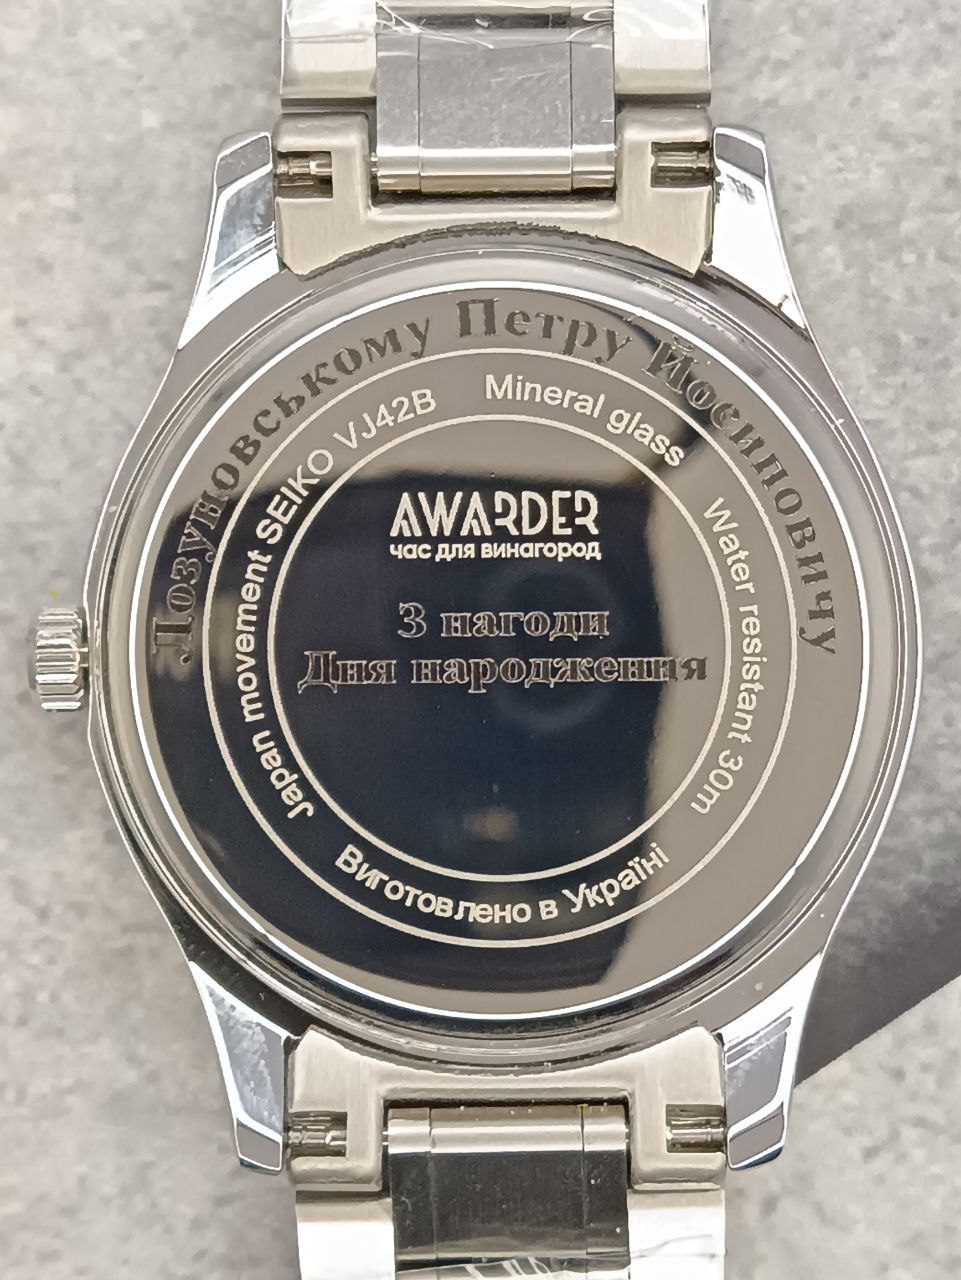 Лозуновському Петру Йосиповичу
Japan movement SEIKO VJ42B
Mineral glass
Water resistant 30m
AWARDER
час для винагород
З нагоди
Дня народження
Виготовлено в Україні